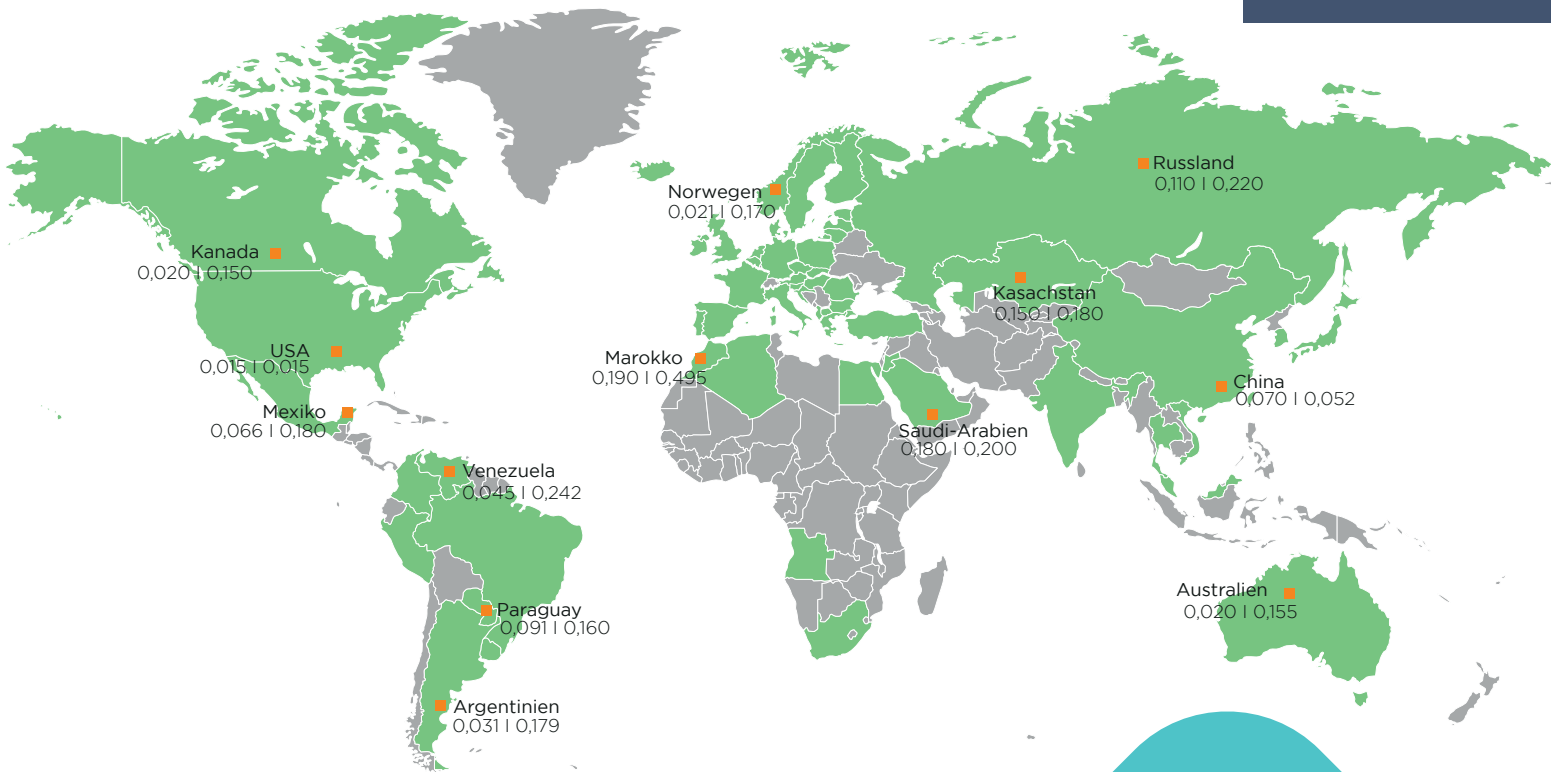 Russland
0,110 | 0,220
Norwegen
0,021 | 0,170
Kanada
0,020 | 0,150
Kasachstan
0,150 | 0,180
USA
0,015 | 0,015
Marokko
0,190 | 0,495
China
0,070 | 0,052
Mexiko
0,066 | 0,180
Saudi-Arabien
0,180 | 0,200
Venezuela
0,045 | 0,242
Australien
0,020 | 0,155
Paraguay
0,091 | 0,160
Argentinien
0,031 | 0,179